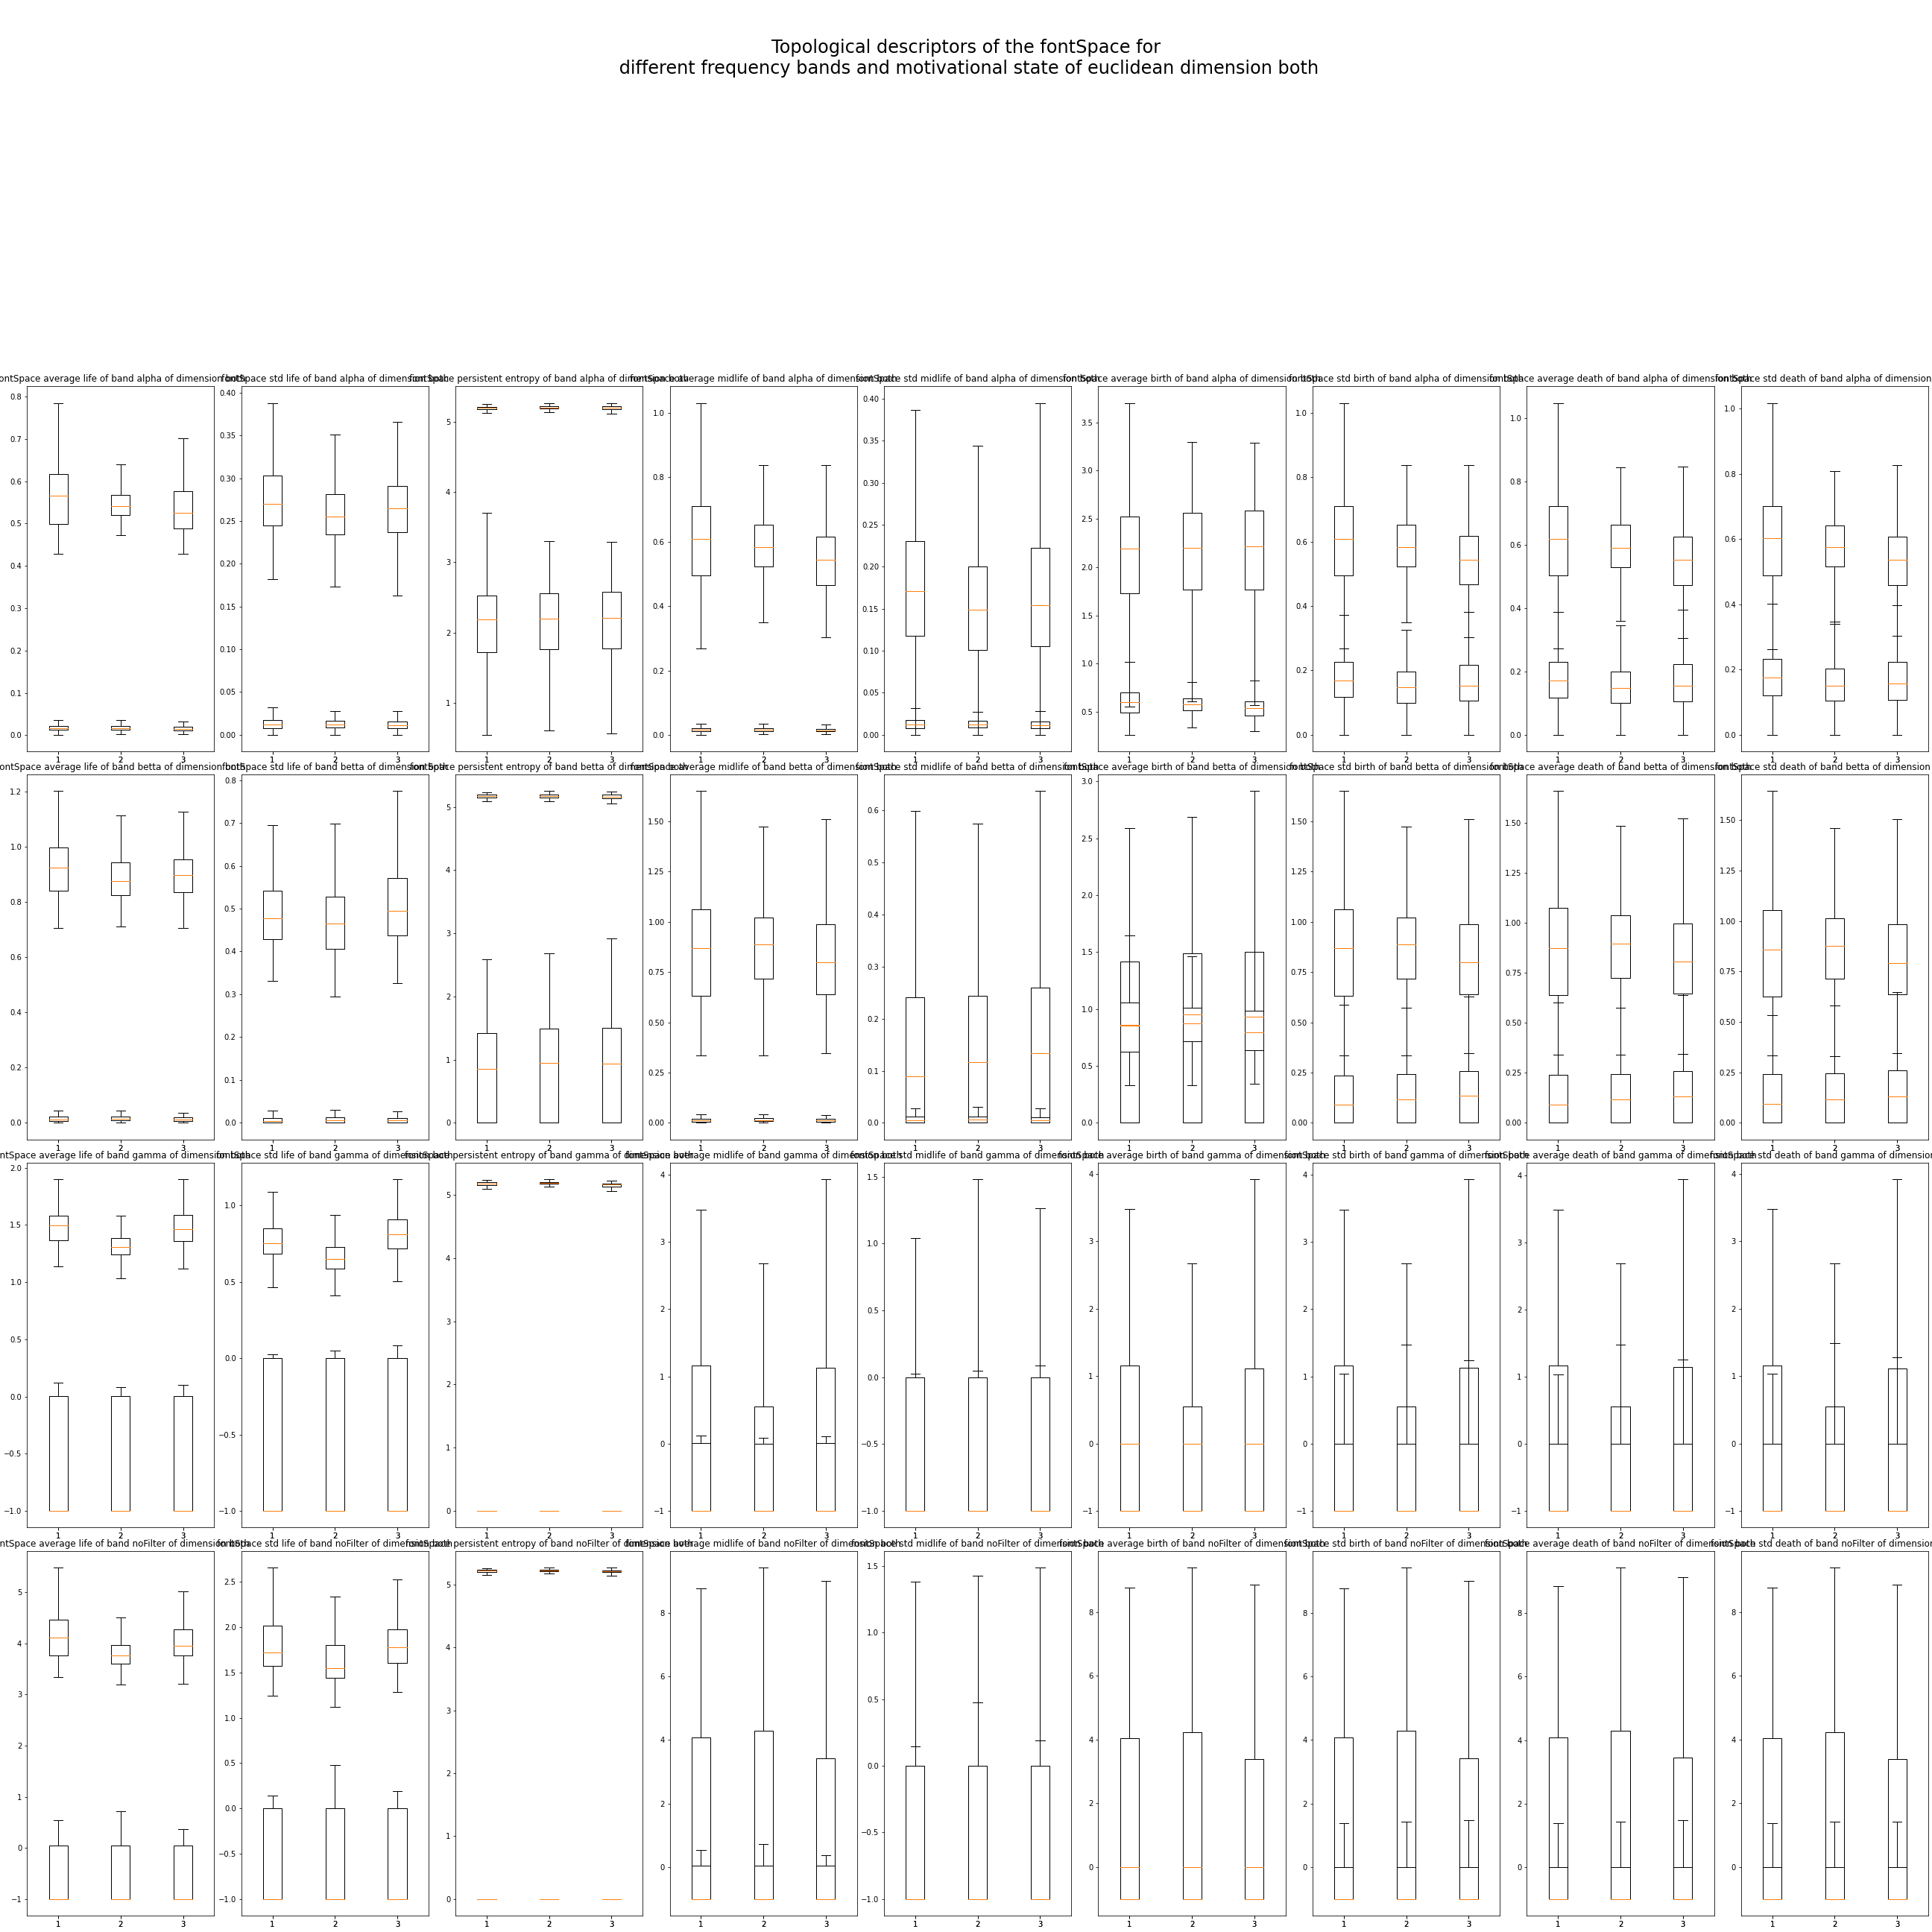 Topological descriptors of the fontSpace for
different frequency bands and motivational state of euclidean dimension both
ontSpace average life of band alpha of dimension both
fontSpace std life of band alpha of dimension both
fontSpace persistent entropy of band alpha of dimension both
fontSpace average midlife of band alpha of dimension both
fontSpace std midlife of band alpha of dimension both
fontSpace average birth of band alpha of dimension both
fontSpace std birth of band alpha of dimension both
fontSpace average death of band alpha of dimension both
fontSpace std death of band alpha of dimension
0.8 0.7 0.6 0.5 0.4 0.3 0.2 0.1 0.0
0.40 0.35 0.30 0.25 0.20 0.15 0.10 0.05 0.00
5 4 3 2 1
1.0 0.8 0.6 0.4 0.2 0.0
0.40 0.35 0.30 0.25 0.20 0.15 0.10 0.05 0.00
3.5 3.0 2.5 2.0 1.5 1.0 0.5
1.0 0.8 0.6 0.4 0.2 0.0
1.0 0.8 0.6 0.4 0.2 0.0
1.0 0.8 0.6 0.4 0.2 0.0
1 2 3 1 2 3 1 2 3 1 2 3 1 2 3 1 2 3 1 2 3 1 2 3 1 2 3
ontSpace average life of band betta of dimension both
fontSpace std life of band betta of dimension both
fontSpace persistent entropy of band betta of dimension both
fontSpace average midlife of band betta of dimension both
fontSpace std midlife of band betta of dimension both
fontSpace average birth of band betta of dimension both
fontSpace std birth of band betta of dimension both
fontSpace average death of band betta of dimension both
fontSpace std death of band betta of dimension
1.2 1.0 0.8 0.6 0.4 0.2 0.0
0.8 0.7 0.6 0.5 0.4 0.3 0.2 0.1 0.0
5 4 3 2 1 0
1.50 1.25 1.00 0.75 0.50 0.25 0.00
0.6 0.5 0.4 0.3 0.2 0.1 0.0
3.0 2.5 2.0 1.5 1.0 0.5 0.0
1.50 1.25 1.00 0.75 0.50 0.25 0.00
1.50 1.25 1.00 0.75 0.50 0.25 0.00
1.50 1.25 1.00 0.75 0.50 0.25 0.00
1 2 3 1 2 3 1 2 3 1 2 3 1 2 3 1 2 3 1 2 3 1 2 3 1 2 3
ontSpace average life of band gamma of dimension both
fontSpace std life of band gamma of dimension both
fontSpace persistent entropy of band gamma of dimension both
fontSpace average midlife of band gamma of dimension both
fontSpace std midlife of band gamma of dimension both
fontSpace average birth of band gamma of dimension both
fontSpace std birth of band gamma of dimension both
fontSpace average death of band gamma of dimension both
fontSpace std death of band gamma of dimension
2.0 1.5 1.0 0.5 0.0 −0.5 −1.0
1.0 0.5 0.0 −0.5 −1.0
5 4 3 2 1 0
4 3 2 1 0 −1
1.5 1.0 0.5 0.0 −0.5 −1.0
4 3 2 1 0 −1
4 3 2 1 0 −1
4 3 2 1 0 −1
4 3 2 1 0 −1
1 2 3 1 2 3 1 2 3 1 2 3 1 2 3 1 2 3 1 2 3 1 2 3 1 2 3
ntSpace average life of band noFilter of dimension both
fontSpace std life of band noFilter of dimension both
fontSpace persistent entropy of band noFilter of dimension both
fontSpace average midlife of band noFilter of dimension both
fontSpace std midlife of band noFilter of dimension both
fontSpace average birth of band noFilter of dimension both
fontSpace std birth of band noFilter of dimension both
fontSpace average death of band noFilter of dimension both
fontSpace std death of band noFilter of dimension
5 4 3 2 1 0 −1
2.5 2.0 1.5 1.0 0.5 0.0 −0.5 −1.0
5 4 3 2 1 0
8 6 4 2 0
1.5 1.0 0.5 0.0 −0.5 −1.0
8 6 4 2 0
8 6 4 2 0
8 6 4 2 0
8 6 4 2 0
1 2 3 1 2 3 1 2 3 1 2 3 1 2 3 1 2 3 1 2 3 1 2 3 1 2 3